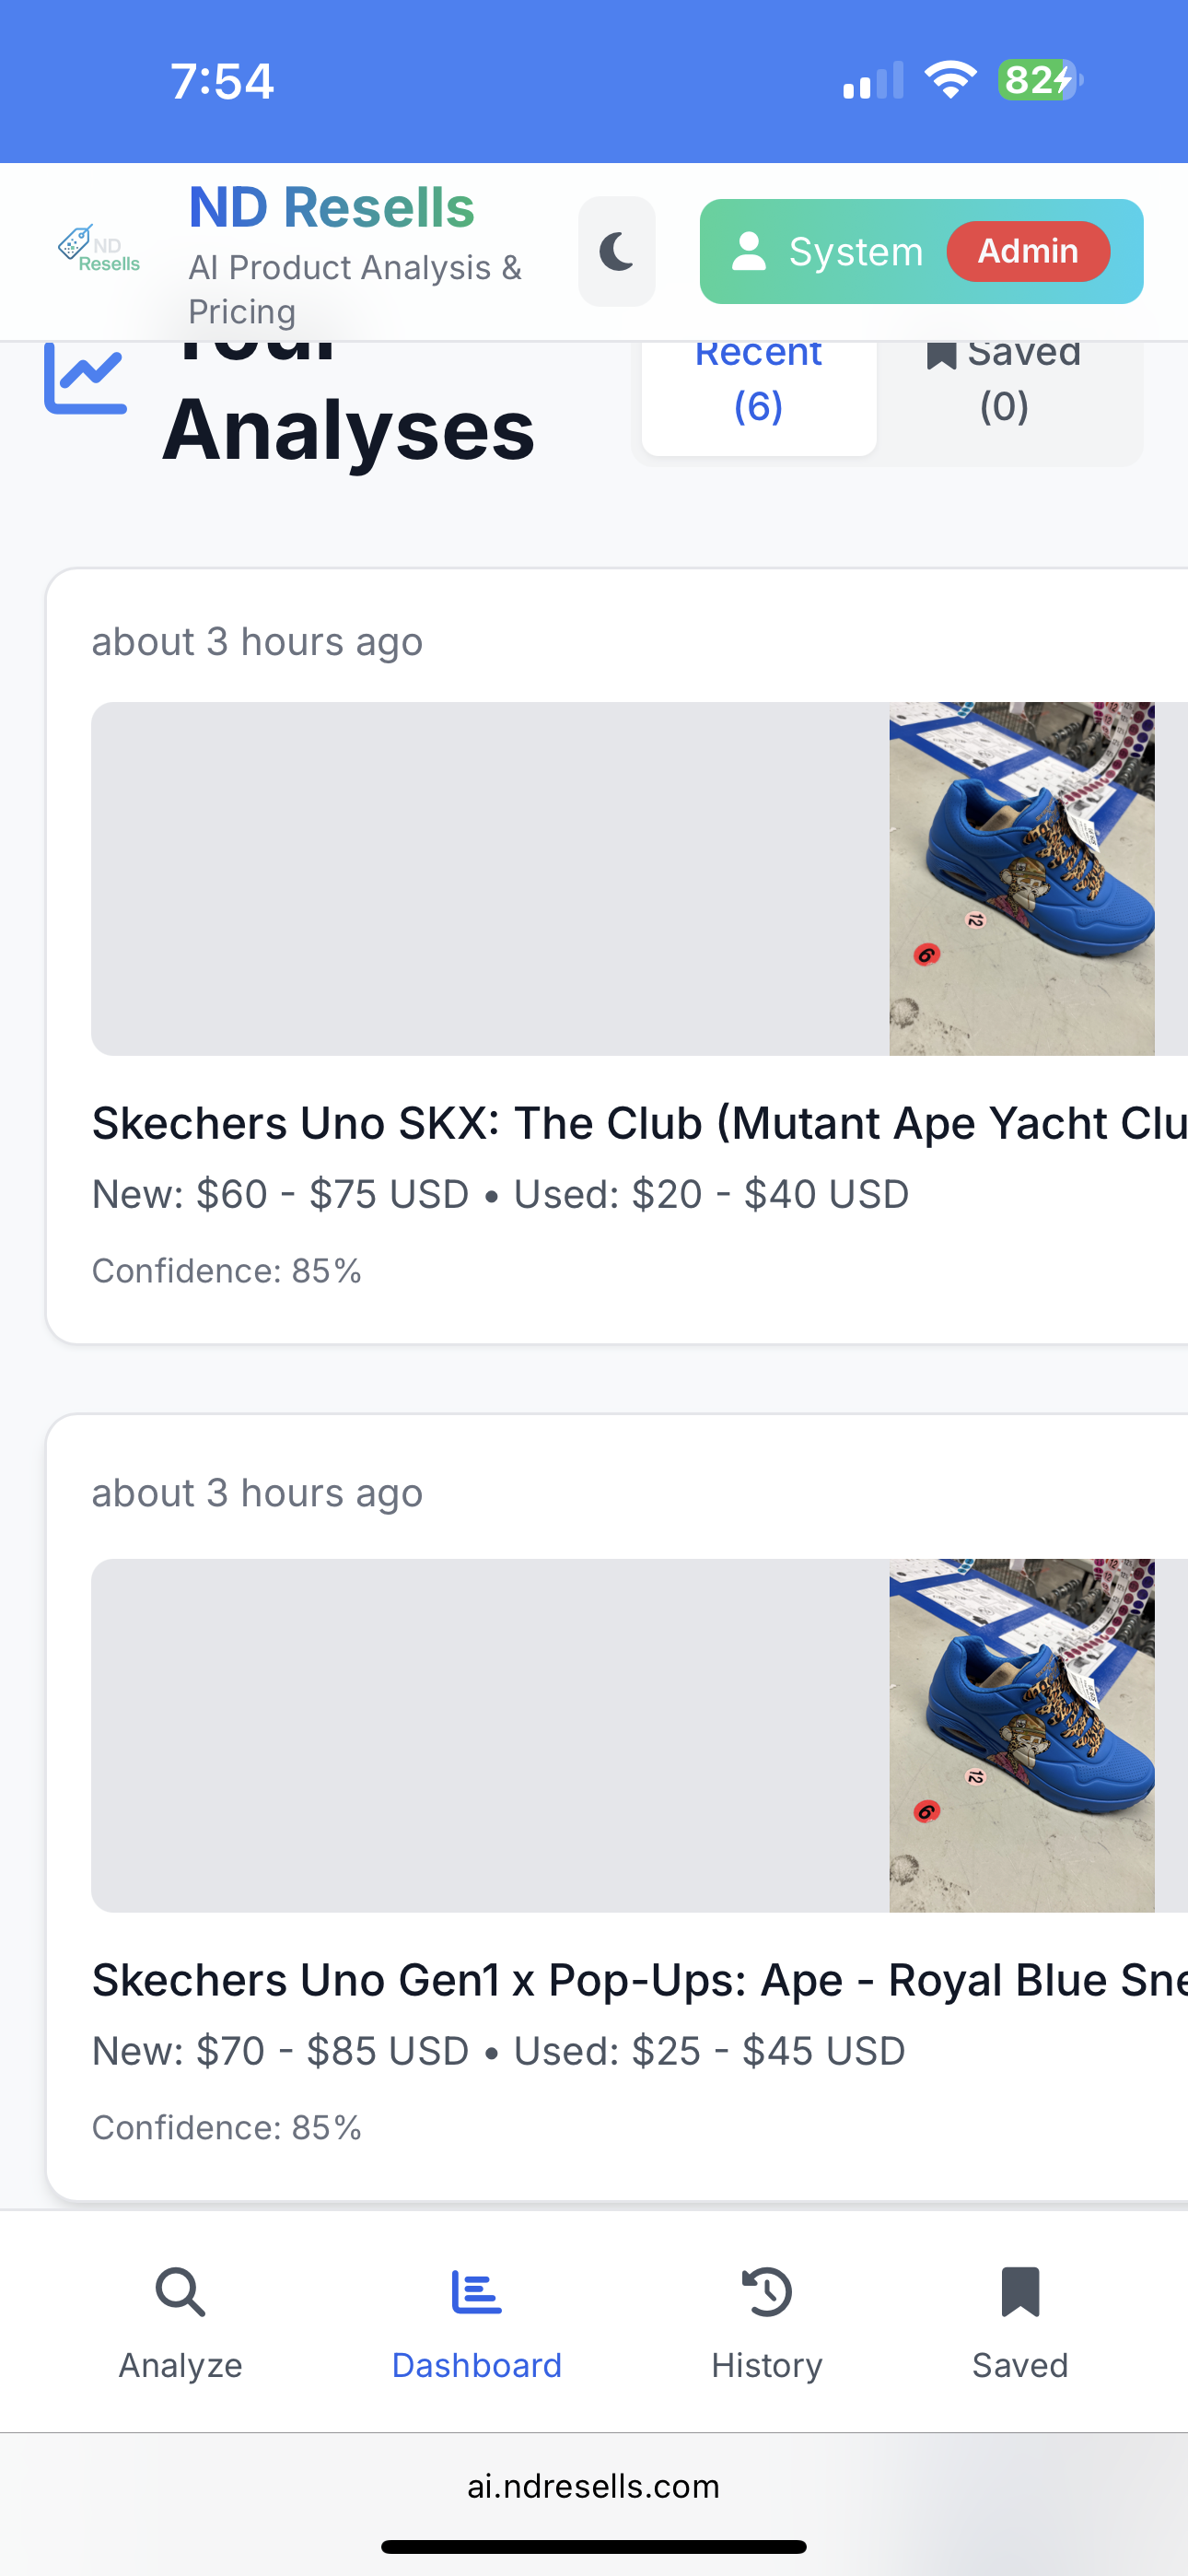 7:54
82
ND
Resells
ND Resells
AI Product Analysis &
Pricing
System
Admin
Your
Analyses
Recent
(6)
Saved
(0)
about 3 hours ago
12
6
Skechers Uno SKX: The Club (Mutant Ape Yacht Clu
New: $60 - $75 USD • Used: $20 - $40 USD
Confidence: 85%
about 3 hours ago
12
6
Skechers Uno Gen1 x Pop-Ups: Ape - Royal Blue Sne
New: $70 - $85 USD • Used: $25 - $45 USD
Confidence: 85%
Analyze
Dashboard
History
Saved
ai.ndresells.com